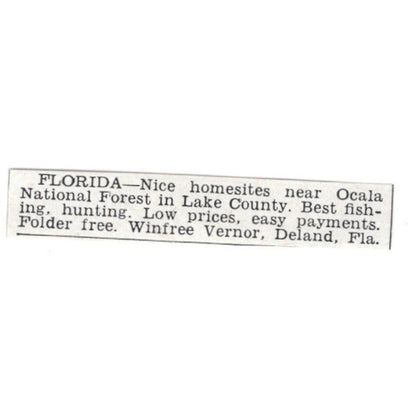 FLORIDA—Nice homesites near Ocala
National Forest in Lake County. Best fish-
ing, hunting. Low prices, easy payments.
Folder free. Winfree Vernor, Deland, Fla.